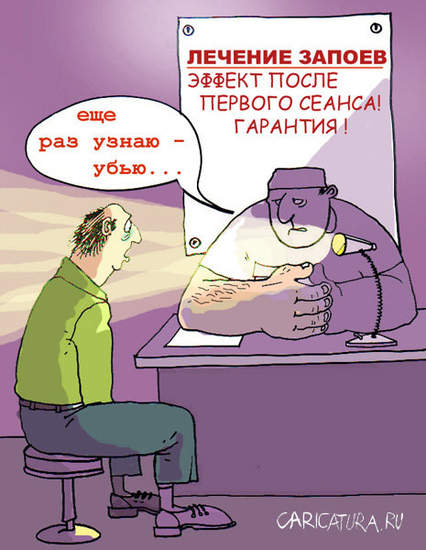 ЛЕЧЕНИЕ ЗАПОЕВ
ЭФФЕКТ ПОСЛЕ
ПЕРВОГО СЕАНСА!
ГАРАНТИЯ!
еще
раз узнаю -
убью...
CARICATURA.RU